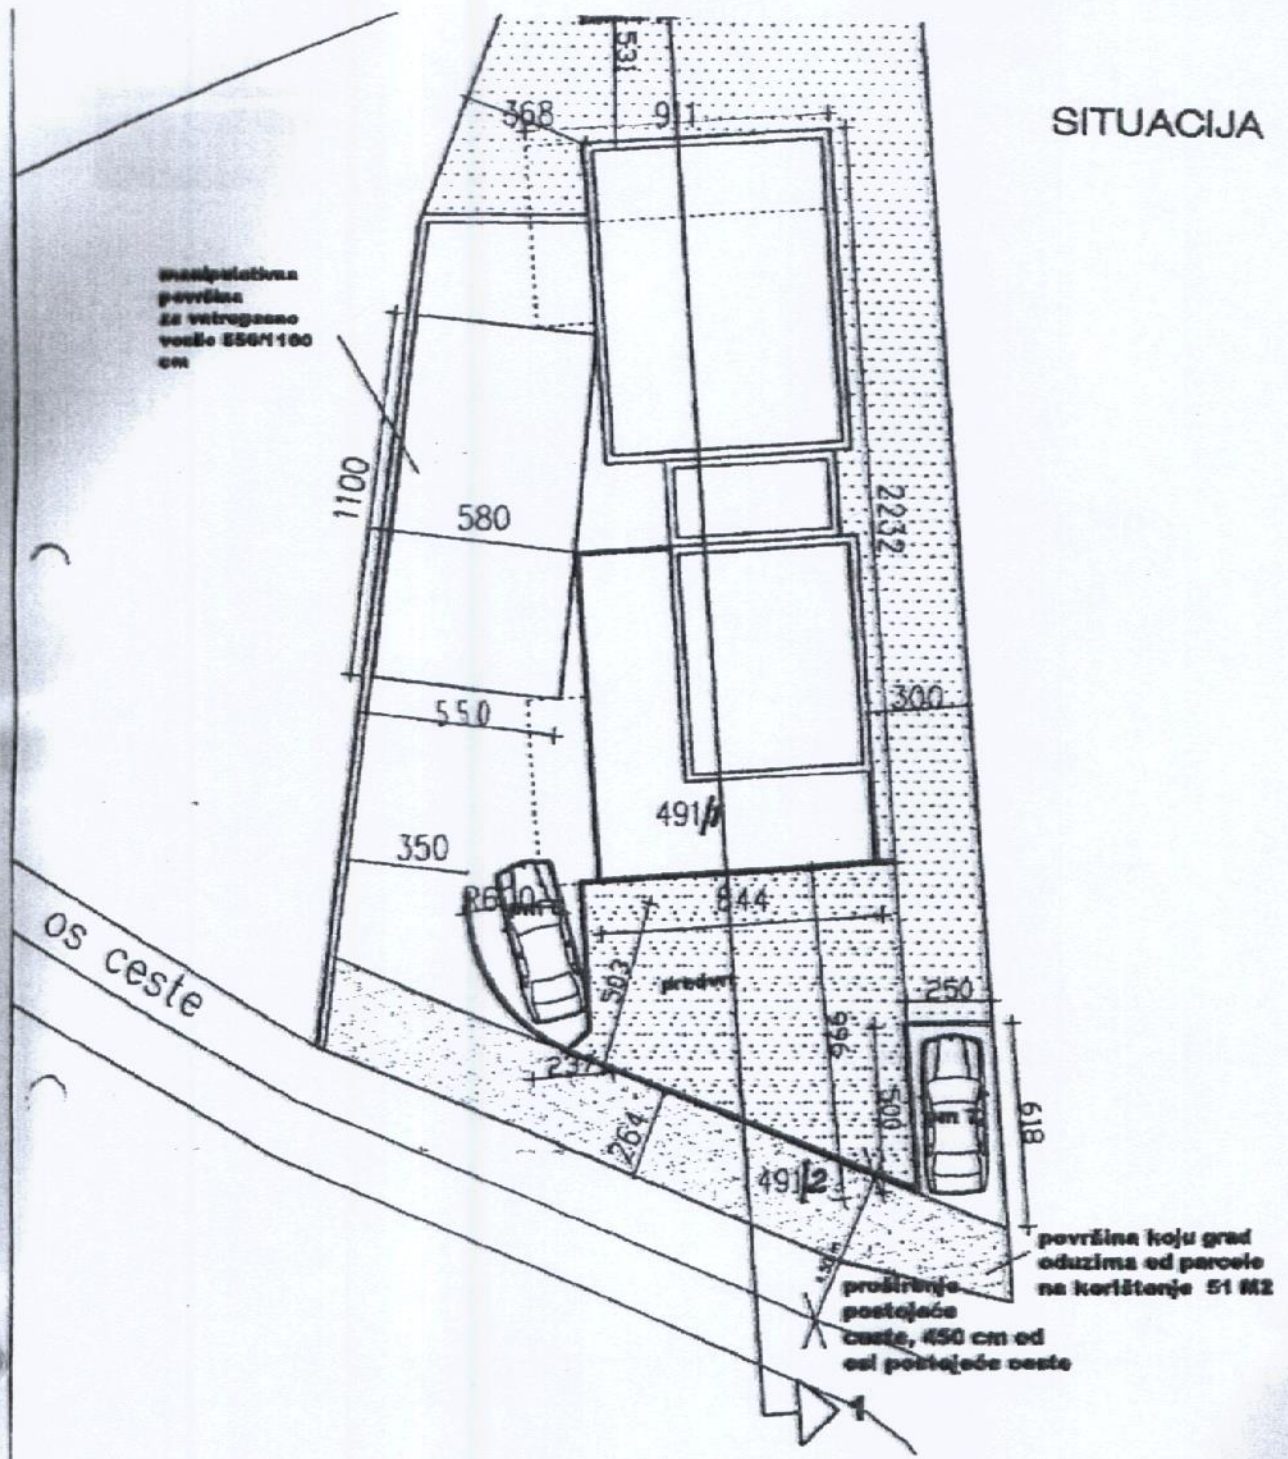 SITUACIJA
531
368
911
manipulativna
površina
za vatrogasno
vozilo 550/1100
cm
1100
580
2232
550
300
491/1
350
R600
844
os ceste
503
predvrt
250
237
966
500
618
264
491/2
površina koju grad
oduzima od parcele
na korištenje 51 M2
proširenje
postojeće
ceste, 450 cm od
osi postojeće ceste
1